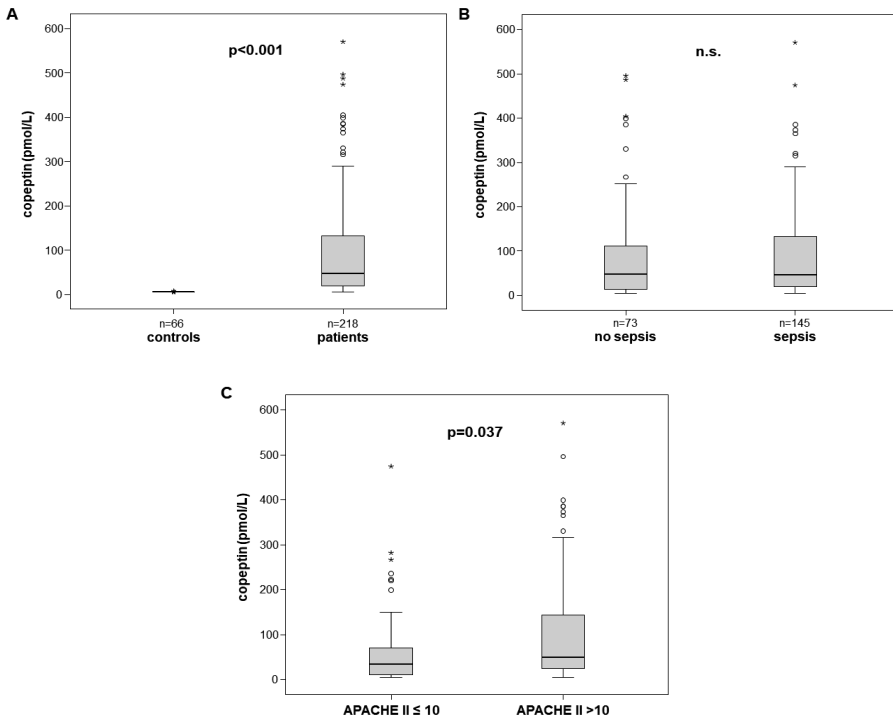 A
p<0.001
copeptin (pmol/L)
600
500
400
300
200
100
0
n=66
n=218
controls
patients
B
n.s.
copeptin (pmol/L)
600
500
400
300
200
100
0
n=73
n=145
no sepsis
sepsis
C
p=0.037
copeptin (pmol/L)
600
500
400
300
200
100
0
APACHE II ≤ 10
APACHE II >10